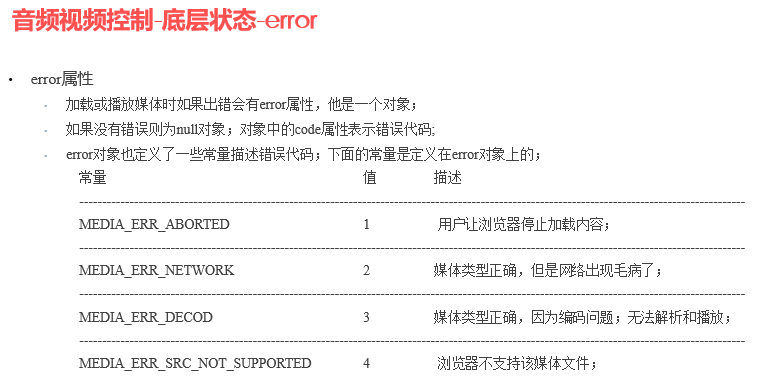 音频视频控制-底层状态-error
• error属性
- 加载或播放媒体时如果出错会有error属性，他是一个对象；
- 如果没有错误则为null对象；对象中的code属性表示错误代码;
- error对象也定义了一些常量描述错误代码；下面的常量是定义在error对象上的；
常量 值 描述
MEDIA_ERR_ABORTED 1 用户让浏览器停止加载内容；
MEDIA_ERR_NETWORK 2 媒体类型正确，但是网络出现毛病了；
MEDIA_ERR_DECOD 3 媒体类型正确，因为编码问题；无法解析和播放；
MEDIA_ERR_SRC_NOT_SUPPORTED 4 浏览器不支持该媒体文件；